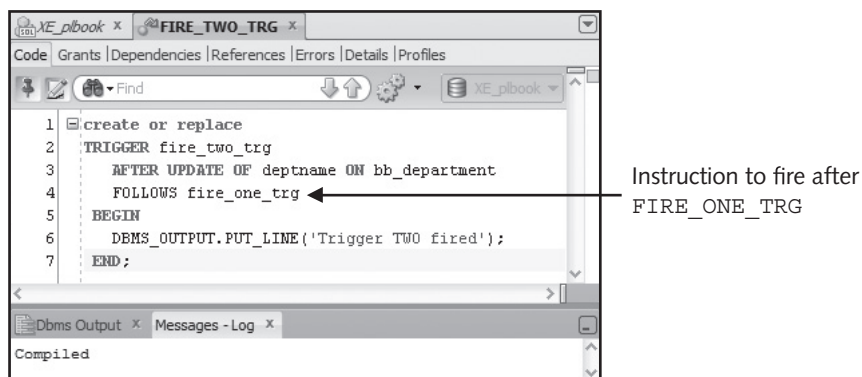 XE_plbook x FIRE_TWO_TRG x
Code Grants |Dependencies |References |Errors |Details |Profiles
Find XE_plbook
1 create or replace
2 TRIGGER fire_two_trg
3 AFTER UPDATE OF deptname ON bb_department
4 FOLLOWS fire_one_trg
5 BEGIN
6 DBMS_OUTPUT.PUT_LINE('Trigger TWO fired');
7 END;
Instruction to fire after
FIRE_ONE_TRG
Dbms Output x Messages - Log x
Compiled